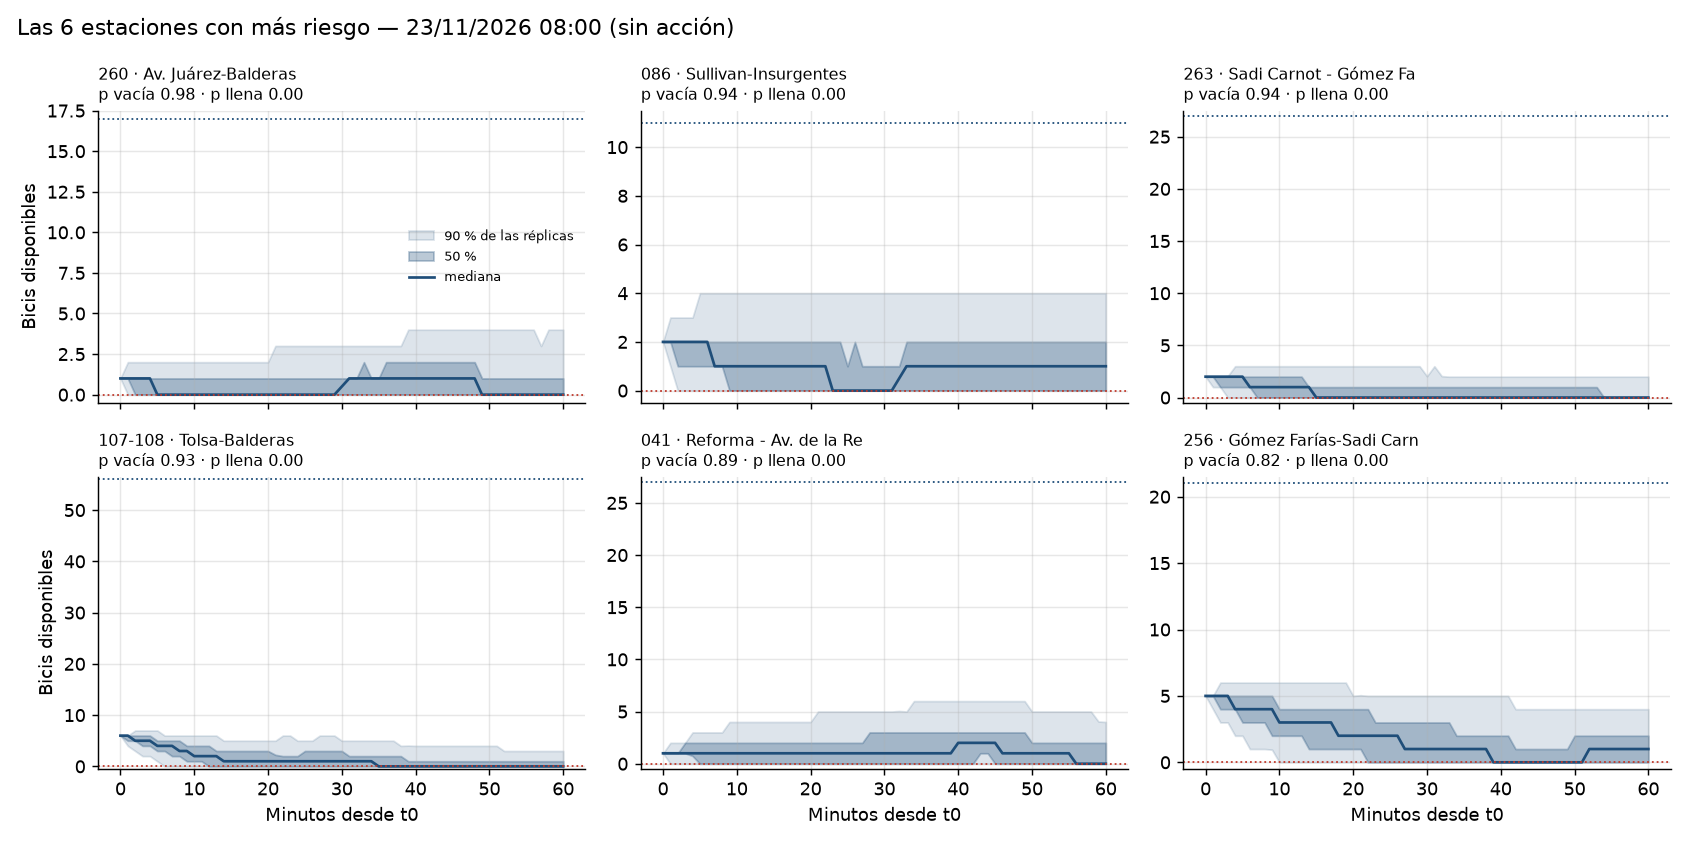 Las 6 estaciones con más riesgo — 23/11/2026 08:00 (sin acción)
260 · Av. Juárez-Balderas
p vacía 0.98 · p llena 0.00
Bicis disponibles
17.5
15.0
12.5
10.0
7.5
5.0
2.5
0.0
90 % de las réplicas
50 %
mediana
086 · Sullivan-Insurgentes
p vacía 0.94 · p llena 0.00
10
8
6
4
2
0
263 · Sadi Carnot - Gómez Fa
p vacía 0.94 · p llena 0.00
25
20
15
10
5
0
107-108 · Tolsa-Balderas
p vacía 0.93 · p llena 0.00
Bicis disponibles
50
40
30
20
10
0
0 10 20 30 40 50 60
Minutos desde t0
041 · Reforma - Av. de la Re
p vacía 0.89 · p llena 0.00
25
20
15
10
5
0
0 10 20 30 40 50 60
Minutos desde t0
256 · Gómez Farías-Sadi Carn
p vacía 0.82 · p llena 0.00
20
15
10
5
0
0 10 20 30 40 50 60
Minutos desde t0